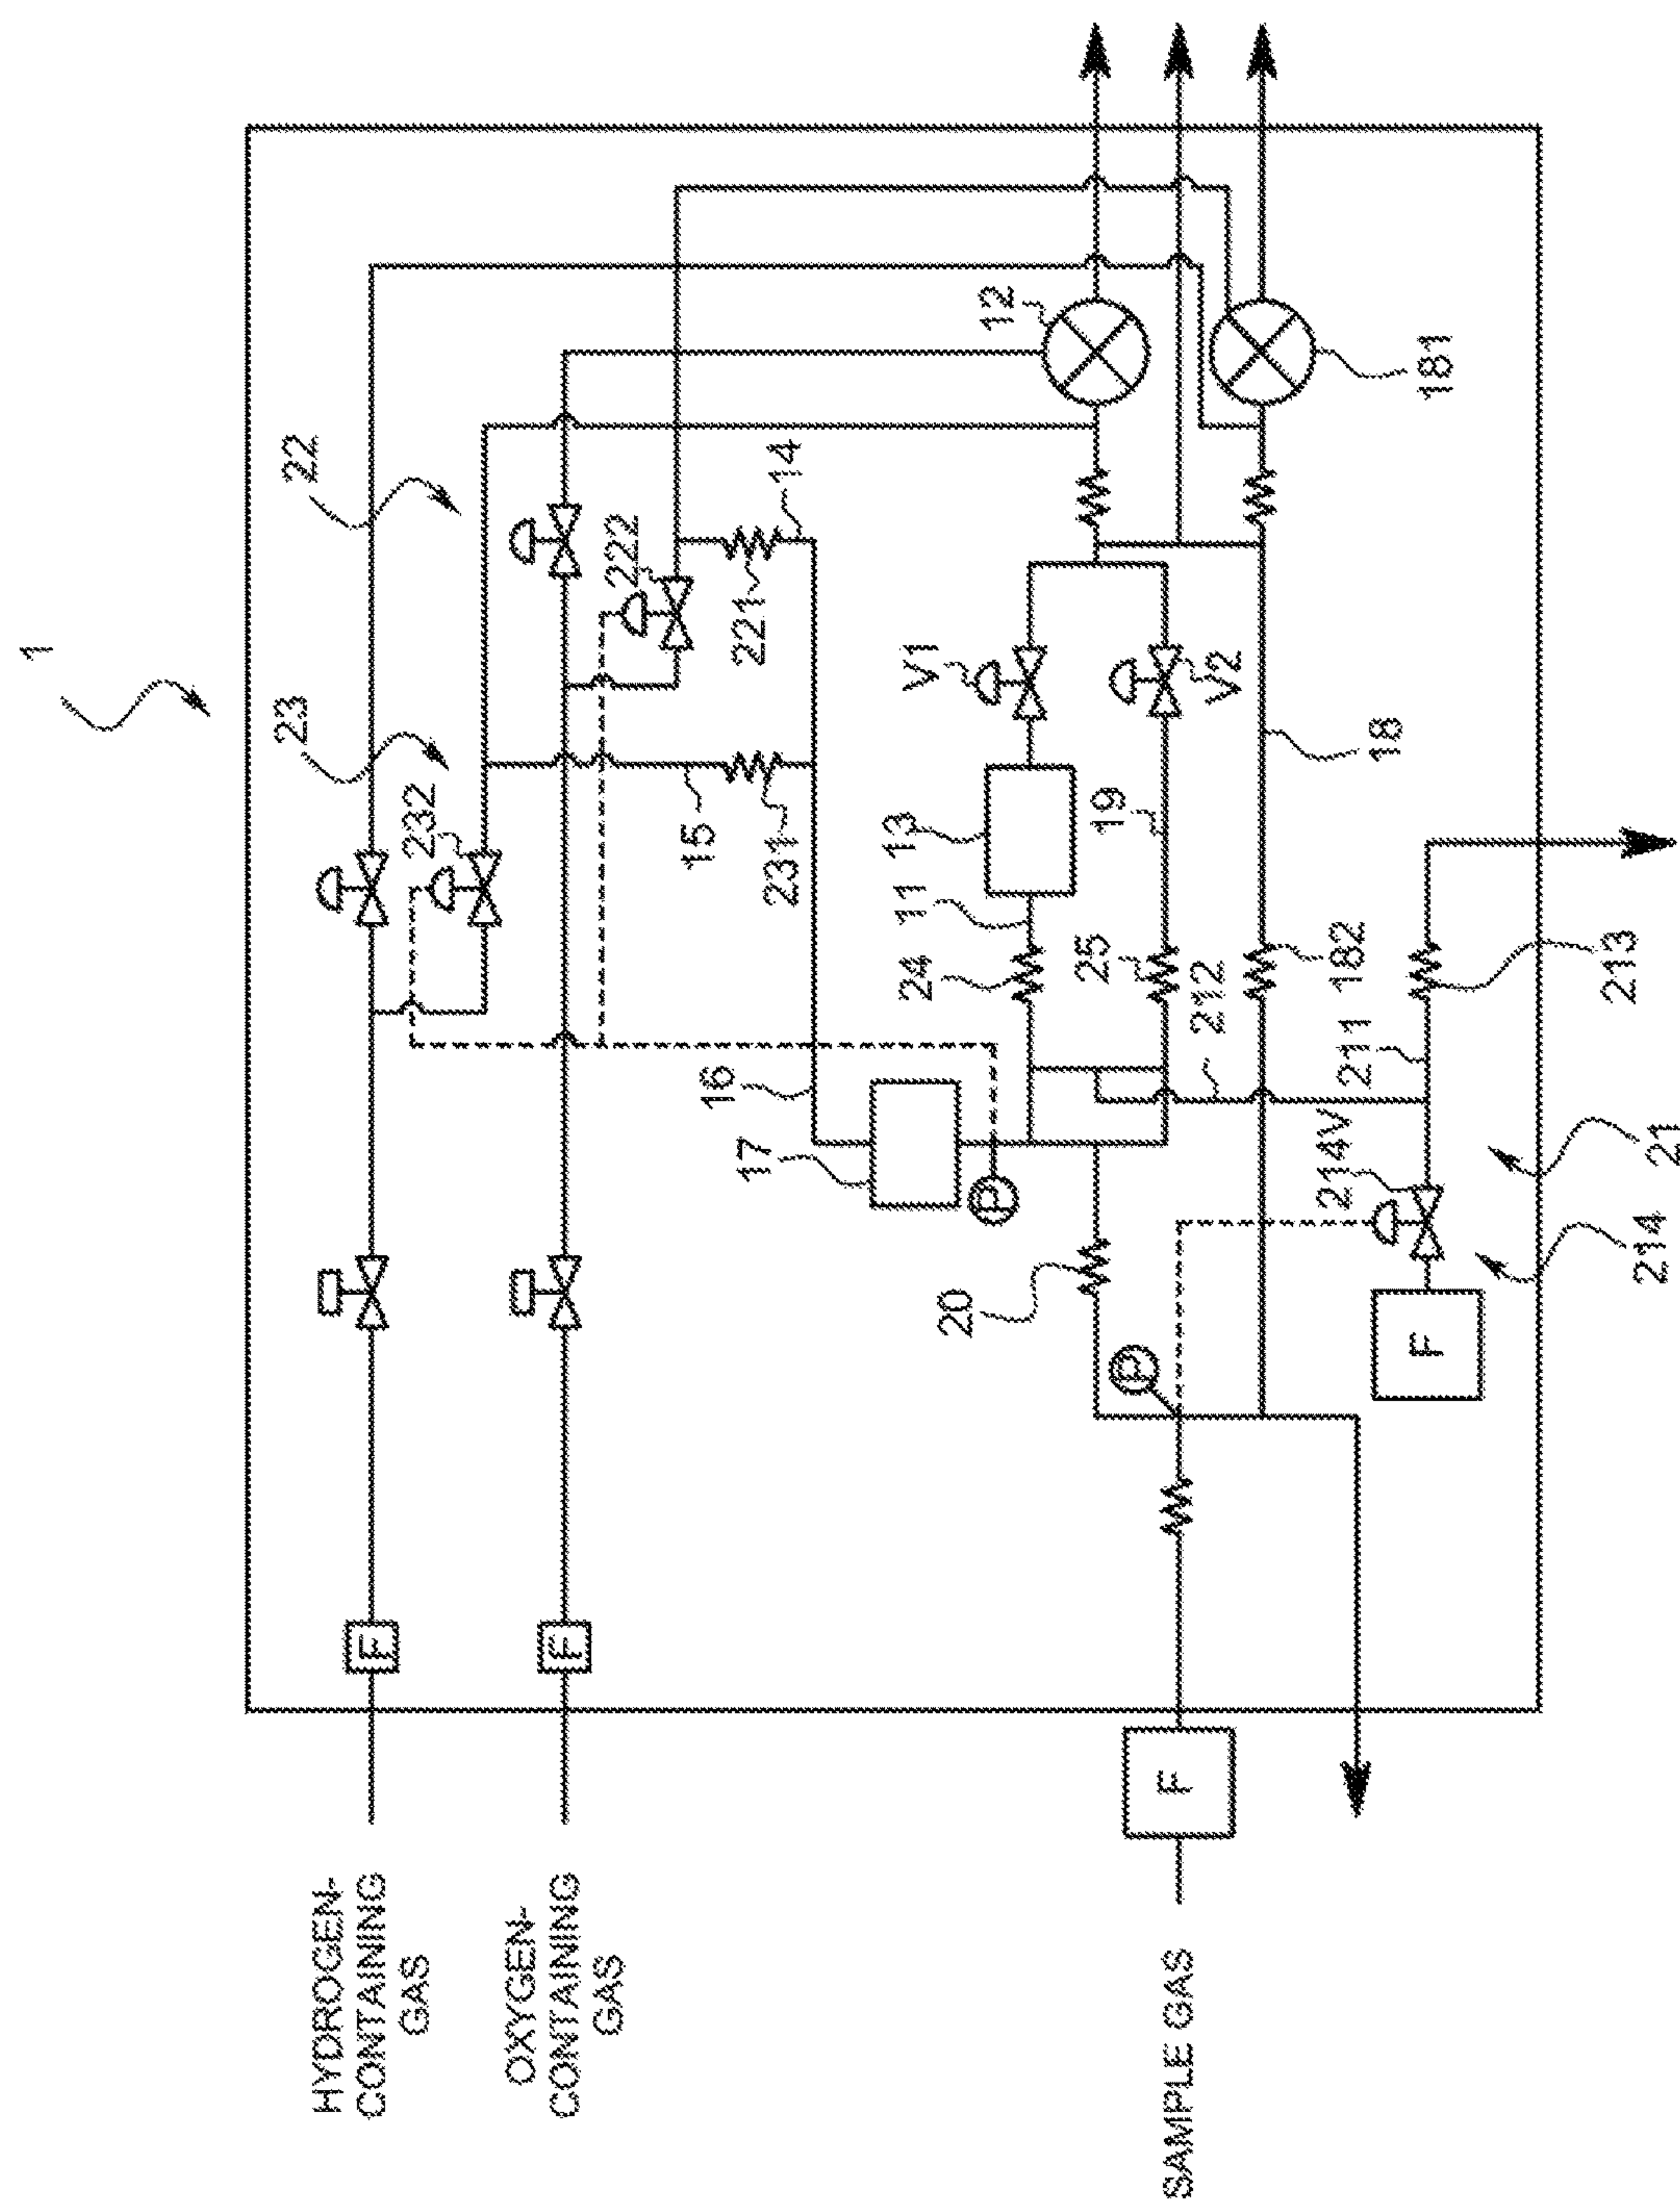 1
23
22
HYDROGEN-
CONTAINING
GAS
F
232
OXYGEN-
CONTAINING
GAS
F
222
16
15
221
17
231
14
24
11
13
V1
20
12
P
25
19
P
SAMPLE GAS
F
212
V2
214V
211
182
18
181
F
213
214
21